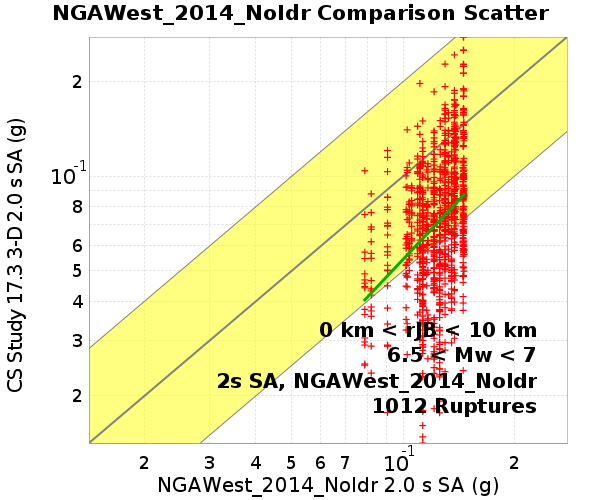 NGAWest_2014_NoIdr Comparison Scatter
CS Study 17.3 3-D 2.0 s SA (g)
2
10-1
8
6
5
4
3
2
0 km < rJB < 10 km
6.5 < Mw < 7
2s SA, NGAWest_2014_NoIdr
1012 Ruptures
2 3 4 5 6 7 10-1 2
NGAWest_2014_NoIdr 2.0 s SA (g)